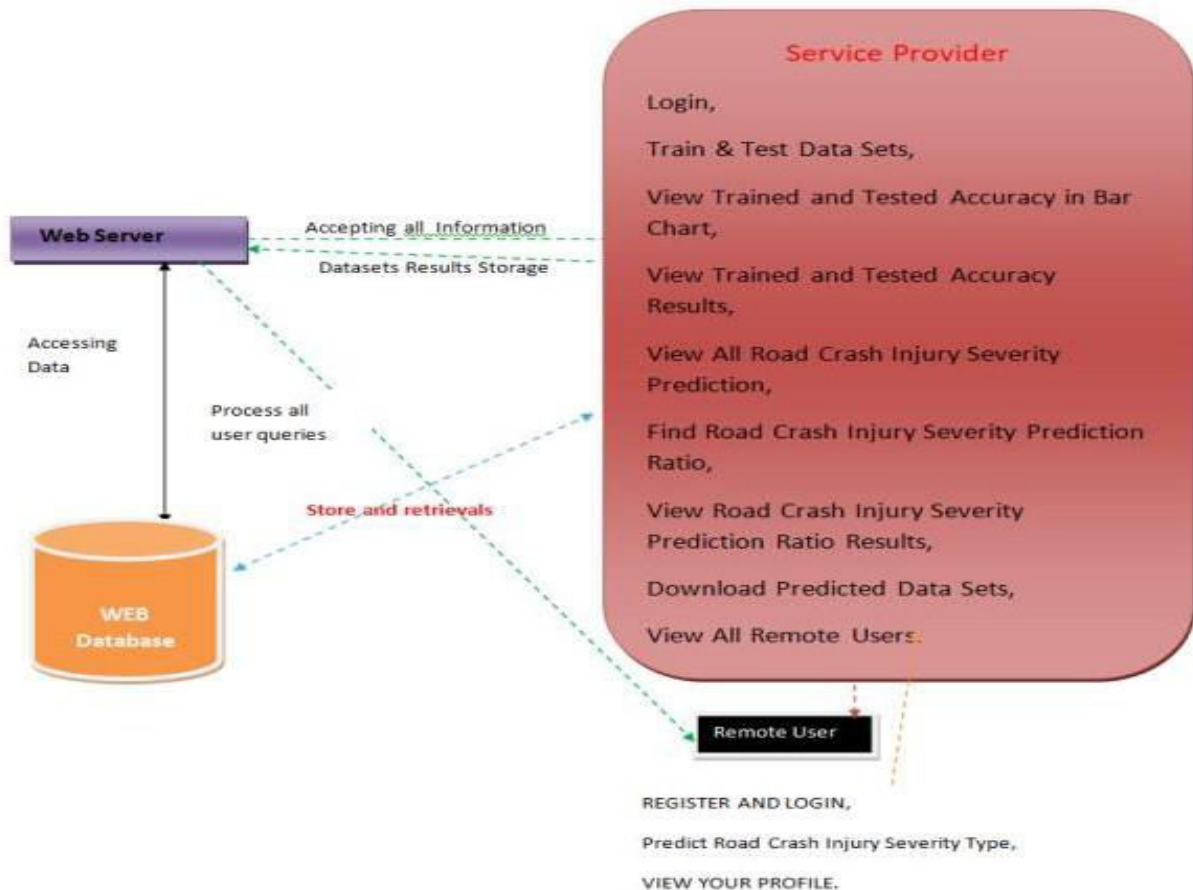 Service Provider
Login,
Train & Test Data Sets,
View Trained and Tested Accuracy in Bar
Chart,
View Trained and Tested Accuracy
Results,
View All Road Crash Injury Severity
Prediction,
Find Road Crash Injury Severity Prediction
Ratio,
View Road Crash Injury Severity
Prediction Ratio Results,
Download Predicted Data Sets,
View All Remote Users.
Web Server
Accepting all Information
Datasets Results Storage
Accessing
Data
Process all
user queries
Store and retrievals
WEB
Database
Remote User
REGISTER AND LOGIN,
Predict Road Crash Injury Severity Type,
VIEW YOUR PROFILE.